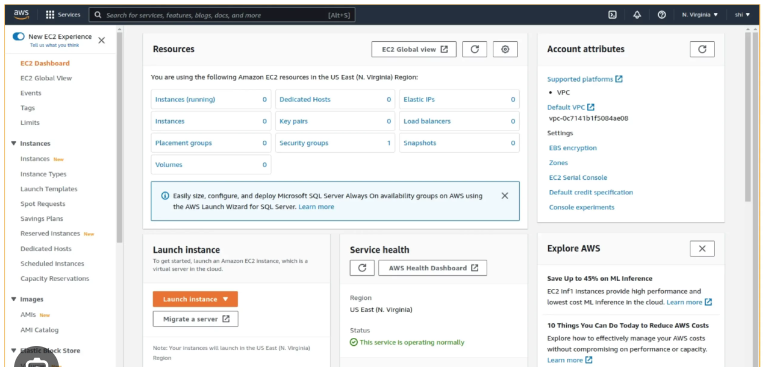 aws
Services
Search for services, features, blogs, docs, and more
[Alt+S]
N. Virginia
shi
New EC2 Experience
Tell us what you think
EC2 Dashboard
EC2 Global View
Events
Tags
Limits
Instances
Instances New
Instance Types
Launch Templates
Spot Requests
Savings Plans
Reserved Instances New
Dedicated Hosts
Scheduled Instances
Capacity Reservations
Images
AMIs New
AMI Catalog
Elastic Block Store
Resources
EC2 Global view
You are using the following Amazon EC2 resources in the US East (N. Virginia) Region:
Instances (running) 0
Dedicated Hosts 0
Elastic IPs 0
Instances 0
Key pairs 0
Load balancers 0
Placement groups 0
Security groups 1
Snapshots 0
Volumes 0
Easily size, configure, and deploy Microsoft SQL Server Always On availability groups on AWS using
the AWS Launch Wizard for SQL Server. Learn more
Launch instance
To get started, launch an Amazon EC2 instance, which is a
virtual server in the cloud.
Launch instance
Migrate a server
Note: Your instances will launch in the US East (N. Virginia)
Region
Service health
AWS Health Dashboard
Region
US East (N. Virginia)
Status
This service is operating normally
Account attributes
Supported platforms
VPC
Default VPC
vpc-0c7141b1f5084ae08
Settings
EBS encryption
Zones
EC2 Serial Console
Default credit specification
Console experiments
Explore AWS
Save Up to 45% on ML Inference
EC2 Inf1 instances provide high performance and
lowest cost ML inference in the cloud. Learn more
10 Things You Can Do Today to Reduce AWS Costs
Explore how to effectively manage your AWS costs
without compromising on performance or capacity.
Learn more